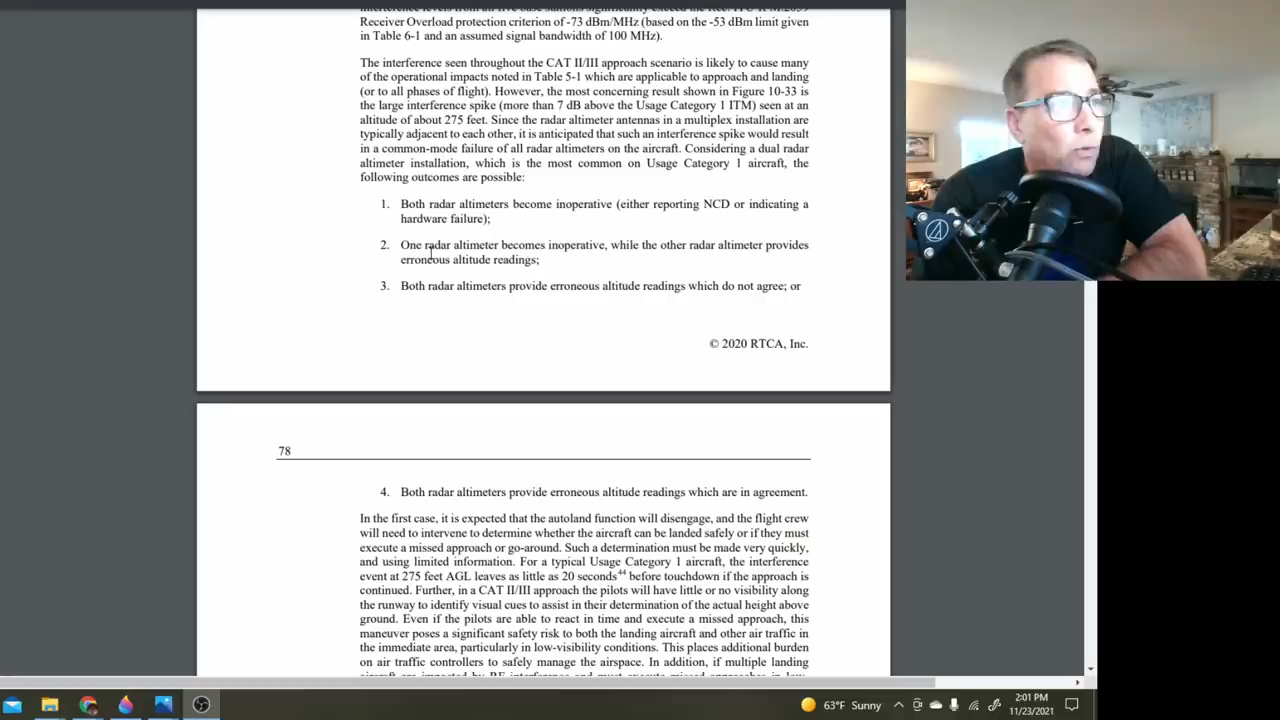 Receiver Overload protection criterion of -73 dBm/MHz (based on the -53 dBm limit given
in Table 6-1 and an assumed signal bandwidth of 100 MHz).
The interference seen throughout the CAT II/III approach scenario is likely to cause many
of the operational impacts noted in Table 5-1 which are applicable to approach and landing
(or to all phases of flight). However, the most concerning result shown in Figure 10-33 is
the large interference spike (more than 7 dB above the Usage Category 1 ITM) seen at an
altitude of about 275 feet. Since the radar altimeter antennas in a multiplex installation are
typically adjacent to each other, it is anticipated that such an interference spike would result
in a common-mode failure of all radar altimeters on the aircraft. Considering a dual radar
altimeter installation, which is the most common on Usage Category 1 aircraft, the
following outcomes are possible:
1. Both radar altimeters become inoperative (either reporting NCD or indicating a
hardware failure);
2. One radar altimeter becomes inoperative, while the other radar altimeter provides
erroneous altitude readings;
3. Both radar altimeters provide erroneous altitude readings which do not agree; or
© 2020 RTCA, Inc.
78
4. Both radar altimeters provide erroneous altitude readings which are in agreement.
In the first case, it is expected that the autoland function will disengage, and the flight crew
will need to intervene to determine whether the aircraft can be landed safely or if they must
execute a missed approach or go-around. Such a determination must be made very quickly,
and using limited information. For a typical Usage Category 1 aircraft, the interference
event at 275 feet AGL leaves as little as 20 seconds44 before touchdown if the approach is
continued. Further, in a CAT II/III approach the pilots will have little or no visibility along
the runway to identify visual cues to assist in their determination of the actual height above
ground. Even if the pilots are able to react in time and execute a missed approach, this
maneuver poses a significant safety risk to both the landing aircraft and other air traffic in
the immediate area, particularly in low-visibility conditions. This places additional burden
on air traffic controllers to safely manage the airspace. In addition, if multiple landing
63°F Sunny
2:01 PM
11/23/2021